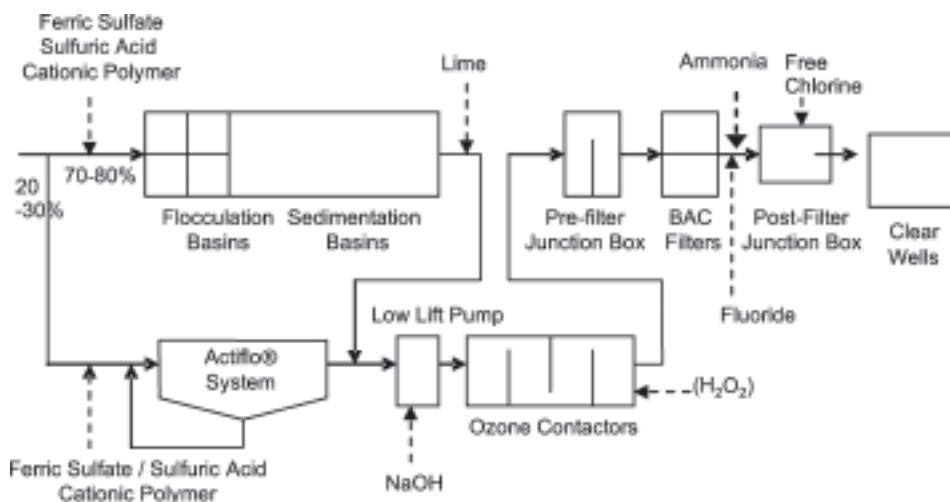 Ferric Sulfate
Sulfuric Acid
Cationic Polymer
Lime
Ammonia
Free
Chlorine
70-80%
20
-30%
Flocculation
Basins
Sedimentation
Basins
Pre-filter
Junction Box
BAC
Filters
Post-Filter
Junction Box
Clear
Wells
Low Lift Pump
Fluoride
Actiflo®
System
(H₂O₂)
Ozone Contactors
Ferric Sulfate / Sulfuric Acid
Cationic Polymer
NaOH